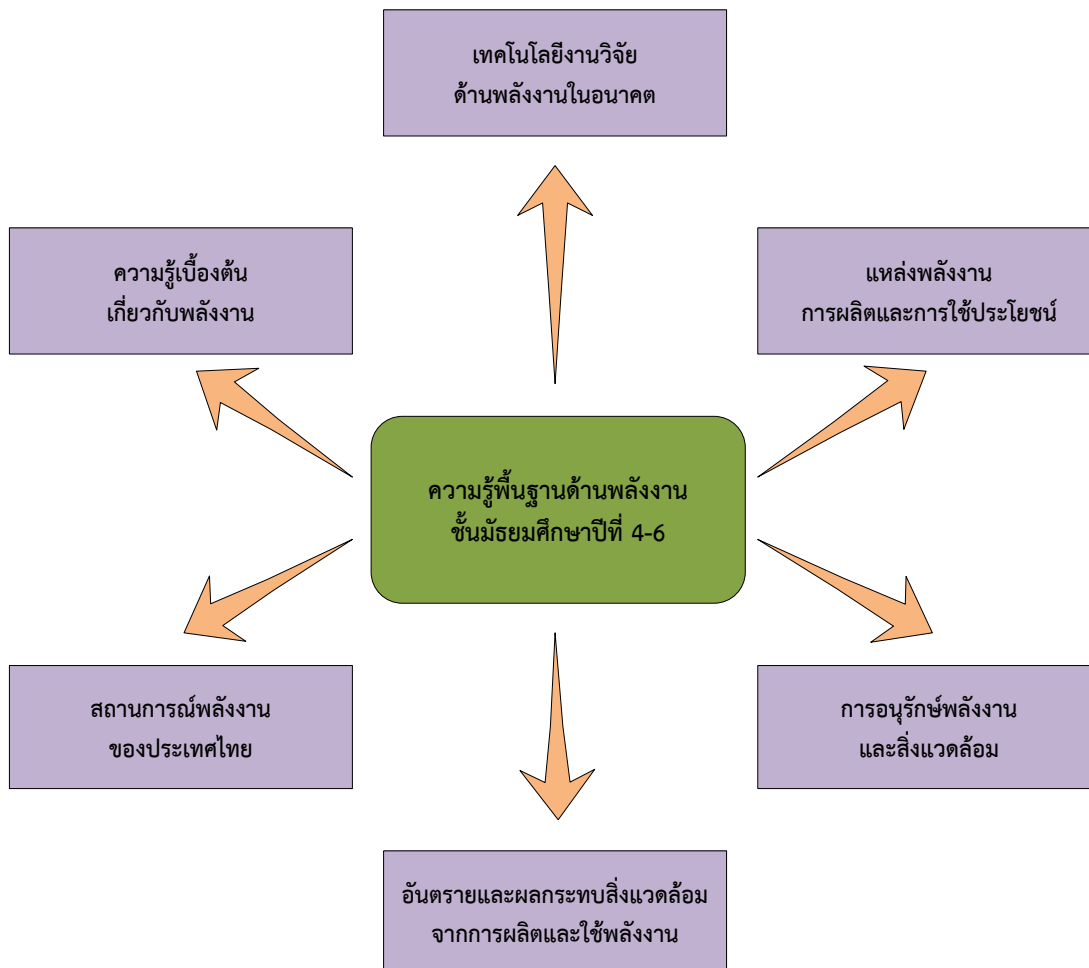 เทคโนโลยีงานวิจัย
ด้านพลังงานในอนาคต
ความรู้เบื้องต้น
เกี่ยวกับพลังงาน
แหล่งพลังงาน
การผลิตและการใช้ประโยชน์
ความรู้พื้นฐานด้านพลังงาน
ชั้นมัธยมศึกษาปีที่ 4-6
สถานการณ์พลังงาน
ของประเทศไทย
การอนุรักษ์พลังงาน
และสิ่งแวดล้อม
อันตรายและผลกระทบสิ่งแวดล้อม
จากการผลิตและใช้พลังงาน